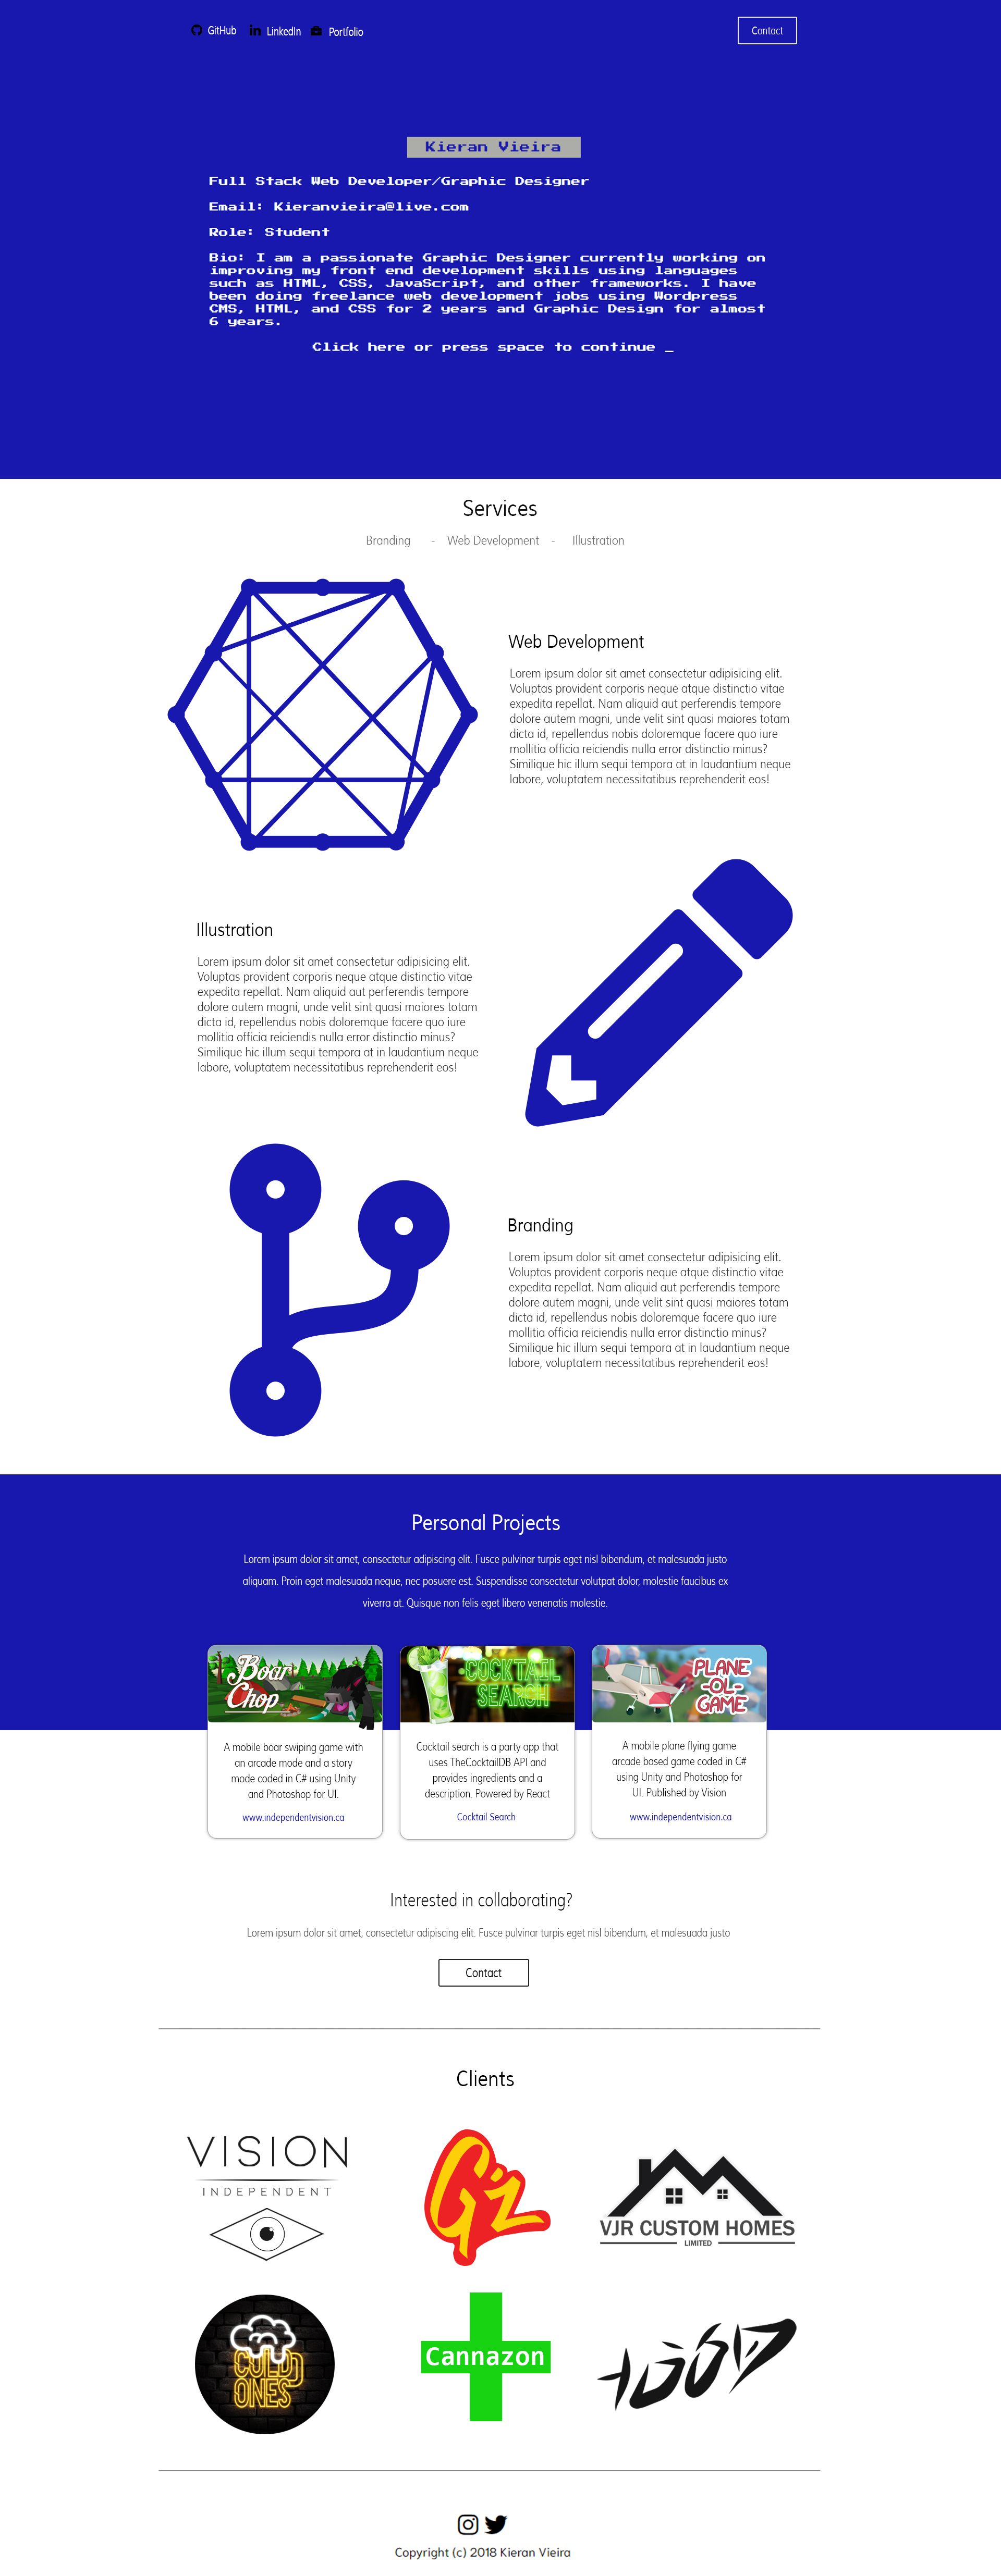 GitHub LinkedIn Portfolio Contact
Kieran Vieira
Full Stack Web Developer/Graphic Designer
Email: Kieranvieira@live.com
Role: Student
Bio: I am a passionate Graphic Designer currently working on
improving my front end development skills using languages
such as HTML, CSS, JavaScript, and other frameworks. I have
been doing freelance web development jobs using Wordpress
CMS, HTML, and CSS for 2 years and Graphic Design for almost
6 years.
Click here or press space to continue _
Services
Branding - Web Development - Illustration
Web Development
Lorem ipsum dolor sit amet consectetur adipisicing elit.
Voluptas provident corporis neque atque distinctio vitae
expedita repellat. Nam aliquid aut perferendis tempore
dolore autem magni, unde velit sint quasi maiores totam
dicta id, repellendus nobis doloremque facere quo iure
mollitia officia reiciendis nulla error distinctio minus?
Similique hic illum sequi tempora at in laudantium neque
labore, voluptatem necessitatibus reprehenderit eos!
Illustration
Lorem ipsum dolor sit amet consectetur adipisicing elit.
Voluptas provident corporis neque atque distinctio vitae
expedita repellat. Nam aliquid aut perferendis tempore
dolore autem magni, unde velit sint quasi maiores totam
dicta id, repellendus nobis doloremque facere quo iure
mollitia officia reiciendis nulla error distinctio minus?
Similique hic illum sequi tempora at in laudantium neque
labore, voluptatem necessitatibus reprehenderit eos!
Branding
Lorem ipsum dolor sit amet consectetur adipisicing elit.
Voluptas provident corporis neque atque distinctio vitae
expedita repellat. Nam aliquid aut perferendis tempore
dolore autem magni, unde velit sint quasi maiores totam
dicta id, repellendus nobis doloremque facere quo iure
mollitia officia reiciendis nulla error distinctio minus?
Similique hic illum sequi tempora at in laudantium neque
labore, voluptatem necessitatibus reprehenderit eos!
Personal Projects
Lorem ipsum dolor sit amet, consectetur adipiscing elit. Fusce pulvinar turpis eget nisl bibendum, et malesuada justo
aliquam. Proin eget malesuada neque, nec posuere est. Suspendisse consectetur volutpat dolor, molestie faucibus ex
viverra at. Quisque non felis eget libero venenatis molestie.
Boar
Chop
A mobile boar swiping game with
an arcade mode and a story
mode coded in C# using Unity
and Photoshop for UI.
www.independentvision.ca
COCKTAIL
SEARCH
Cocktail search is a party app that
uses TheCocktailDB API and
provides ingredients and a
description. Powered by React
Cocktail Search
PLANE
-OL-
GAME
A mobile plane flying game
arcade based game coded in C#
using Unity and Photoshop for
UI. Published by Vision
www.independentvision.ca
Interested in collaborating?
Lorem ipsum dolor sit amet, consectetur adipiscing elit. Fusce pulvinar turpis eget nisl bibendum, et malesuada justo
Contact
Clients
VISION
INDEPENDENT
G'z
VJR CUSTOM HOMES
LIMITED
COLD
ONES
Cannazon
Copyright (c) 2018 Kieran Vieira